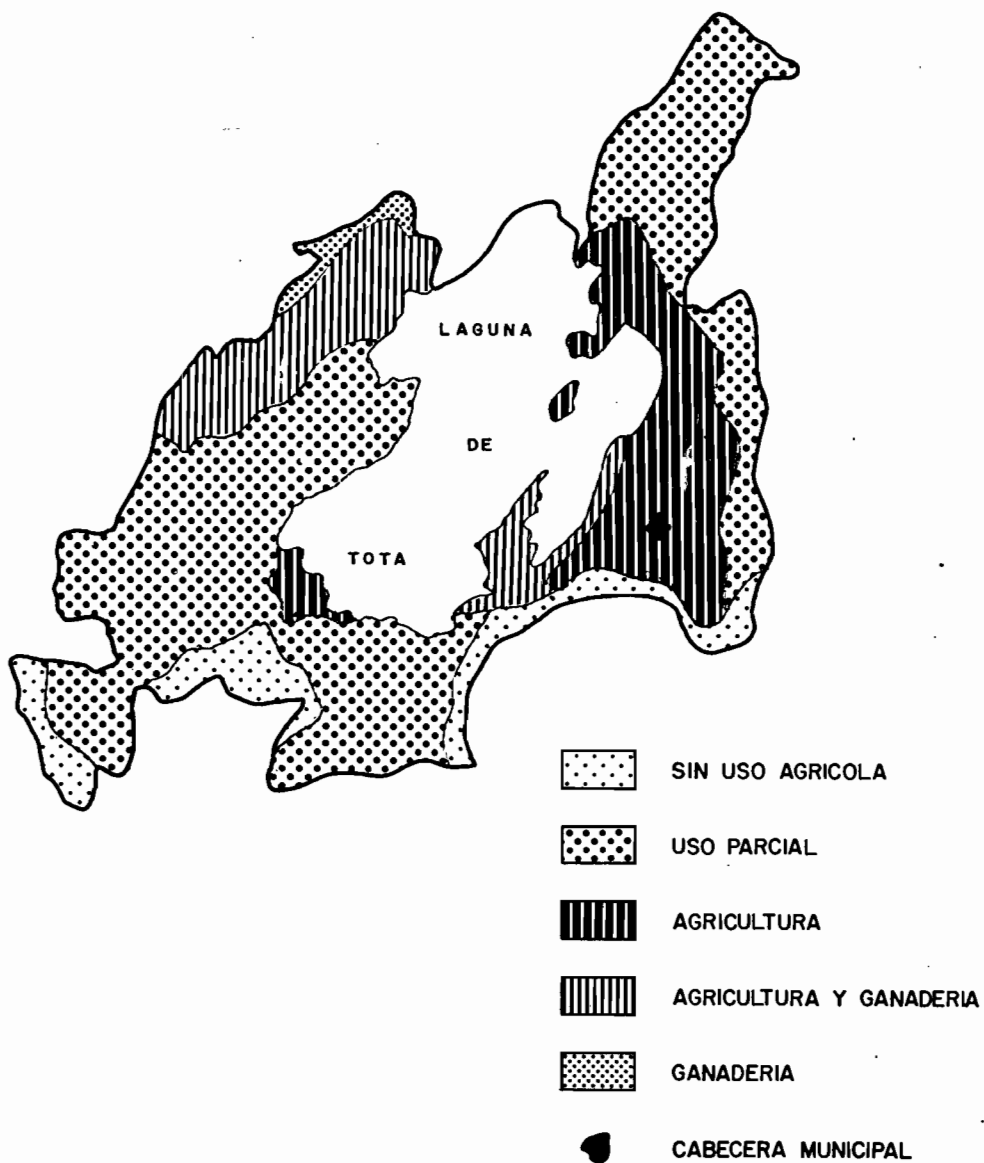 LAGUNA
DE
TOTA
SIN USO AGRICOLA
USO PARCIAL
AGRICULTURA
AGRICULTURA Y GANADERIA
GANADERIA
CABECERA MUNICIPAL